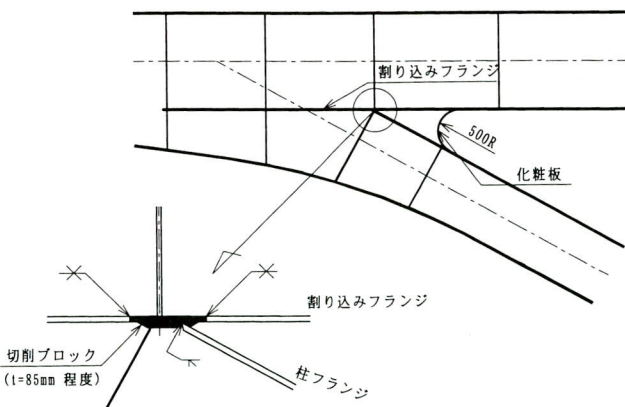 割り込みフランジ
500R
化粧板
割り込みフランジ
切削ブロック
(t=85mm 程度)
柱フランジ